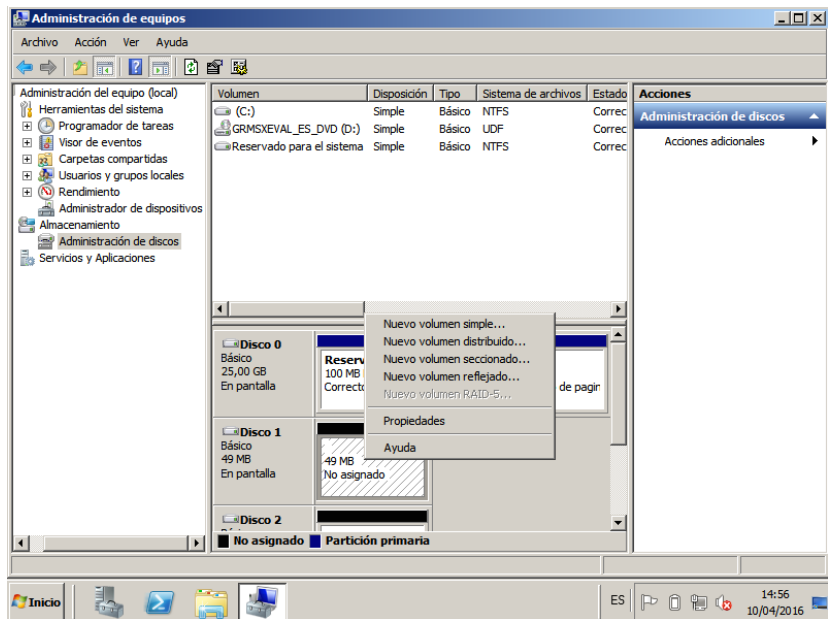 Administración de equipos
Archivo Acción Ver Ayuda
Administración del equipo (local)
Herramientas del sistema
Programador de tareas
Visor de eventos
Carpetas compartidas
Usuarios y grupos locales
Rendimiento
Administrador de dispositivos
Almacenamiento
Administración de discos
Servicios y Aplicaciones
Volumen Disposición Tipo Sistema de archivos Estado
(C:) Simple Básico NTFS Correc
GRMSXEVAL_ES_DVD (D:) Simple Básico UDF Correc
Reservado para el sistema Simple Básico NTFS Correc
Acciones
Administración de discos
Acciones adicionales
Nuevo volumen simple...
Nuevo volumen distribuido...
Nuevo volumen seccionado...
Nuevo volumen reflejado...
Nuevo volumen RAID-5...
Propiedades
Ayuda
Disco 0
Básico
25,00 GB
En pantalla
Reserv
100 MB
Correcto
de pagin
Disco 1
Básico
49 MB
En pantalla
49 MB
No asignado
Disco 2
No asignado Partición primaria
Inicio
ES
14:56
10/04/2016